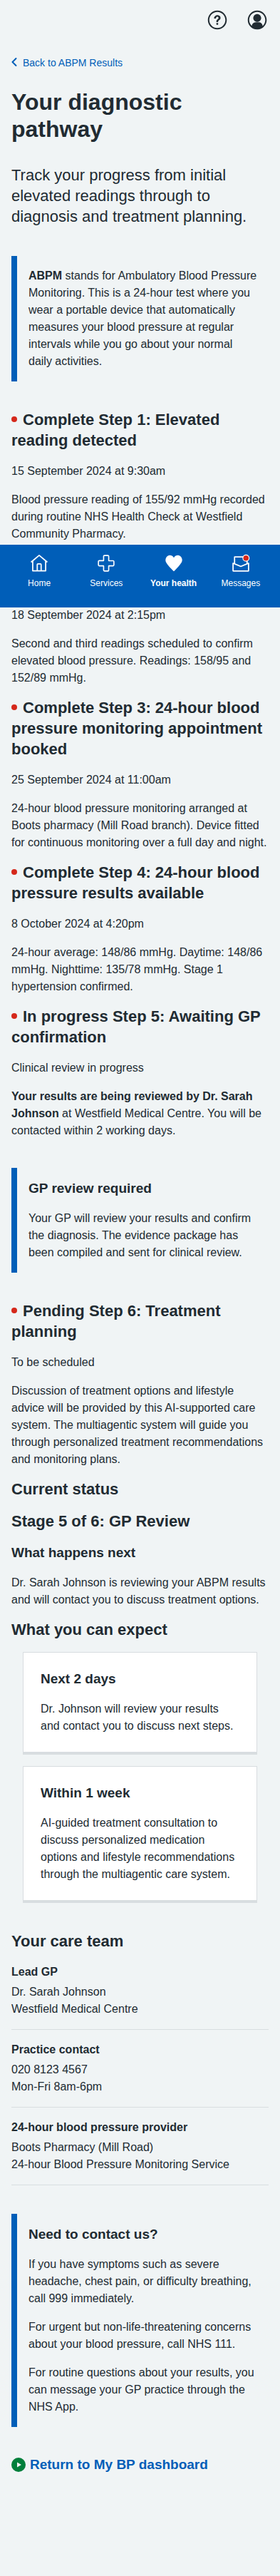 Back to ABPM Results
Your diagnostic
pathway
Track your progress from initial
elevated readings through to
diagnosis and treatment planning.
ABPM stands for Ambulatory Blood Pressure
Monitoring. This is a 24-hour test where you
wear a portable device that automatically
measures your blood pressure at regular
intervals while you go about your normal
daily activities.
Complete Step 1: Elevated
reading detected
15 September 2024 at 9:30am
Blood pressure reading of 155/92 mmHg recorded
during routine NHS Health Check at Westfield
Community Pharmacy.
Home Services Your health Messages
18 September 2024 at 2:15pm
Second and third readings scheduled to confirm
elevated blood pressure. Readings: 158/95 and
152/89 mmHg.
Complete Step 3: 24-hour blood
pressure monitoring appointment
booked
25 September 2024 at 11:00am
24-hour blood pressure monitoring arranged at
Boots pharmacy (Mill Road branch). Device fitted
for continuous monitoring over a full day and night.
Complete Step 4: 24-hour blood
pressure results available
8 October 2024 at 4:20pm
24-hour average: 148/86 mmHg. Daytime: 148/86
mmHg. Nighttime: 135/78 mmHg. Stage 1
hypertension confirmed.
In progress Step 5: Awaiting GP
confirmation
Clinical review in progress
Your results are being reviewed by Dr. Sarah
Johnson at Westfield Medical Centre. You will be
contacted within 2 working days.
GP review required
Your GP will review your results and confirm
the diagnosis. The evidence package has
been compiled and sent for clinical review.
Pending Step 6: Treatment
planning
To be scheduled
Discussion of treatment options and lifestyle
advice will be provided by this AI-supported care
system. The multiagentic system will guide you
through personalized treatment recommendations
and monitoring plans.
Current status
Stage 5 of 6: GP Review
What happens next
Dr. Sarah Johnson is reviewing your ABPM results
and will contact you to discuss treatment options.
What you can expect
Next 2 days
Dr. Johnson will review your results
and contact you to discuss next steps.
Within 1 week
AI-guided treatment consultation to
discuss personalized medication
options and lifestyle recommendations
through the multiagentic care system.
Your care team
Lead GP
Dr. Sarah Johnson
Westfield Medical Centre
Practice contact
020 8123 4567
Mon-Fri 8am-6pm
24-hour blood pressure provider
Boots Pharmacy (Mill Road)
24-hour Blood Pressure Monitoring Service
Need to contact us?
If you have symptoms such as severe
headache, chest pain, or difficulty breathing,
call 999 immediately.
For urgent but non-life-threatening concerns
about your blood pressure, call NHS 111.
For routine questions about your results, you
can message your GP practice through the
NHS App.
Return to My BP dashboard